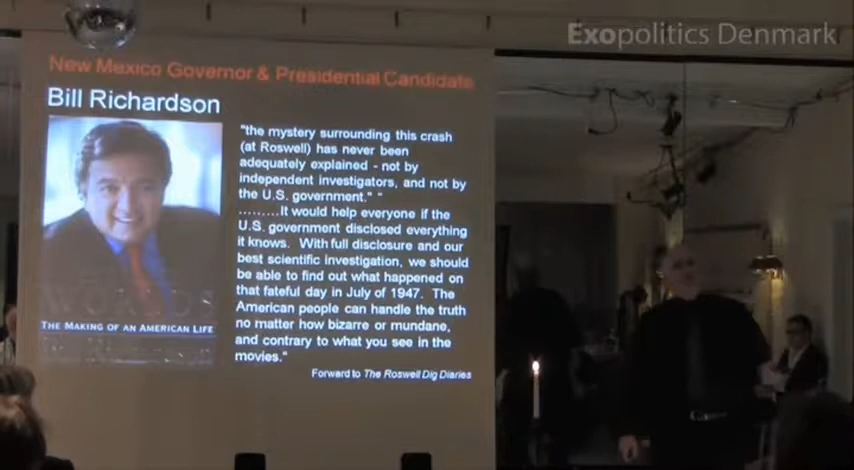 Exopolitics Denmark
New Mexico Governor & Presidential Candidate
Bill Richardson
"the mystery surrounding this crash
(at Roswell) has never been
adequately explained - not by
independent investigators, and not by
the U.S. government." "
.........It would help everyone if the
U.S. government disclosed everything
it knows. With full disclosure and our
best scientific investigation, we should
be able to find out what happened on
that fateful day in July of 1947. The
American people can handle the truth
no matter how bizarre or mundane,
and contrary to what you see in the
movies."
Forward to The Roswell Dig Diaries
THE MAKING OF AN AMERICAN LIFE